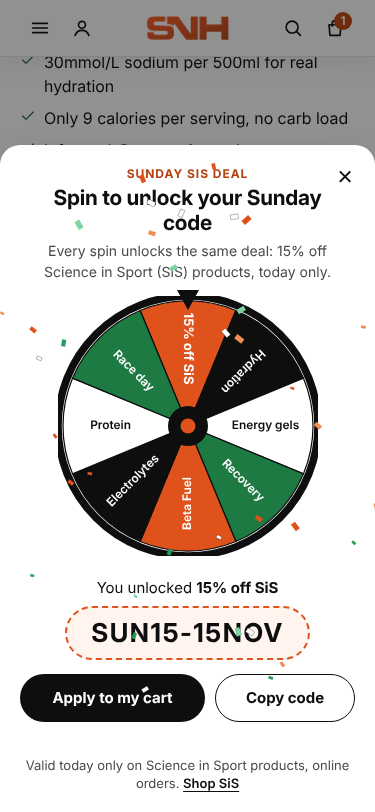 SNH
1
30mmol/L sodium per 500ml for real
hydration
Only 9 calories per serving, no carb load
SUNDAY SIS DEAL
Spin to unlock your Sunday
code
Every spin unlocks the same deal: 15% off
Science in Sport (SiS) products, today only.
15% off SiS
Hydration
Energy gels
Recovery
Beta Fuel
Electrolytes
Protein
Race day
You unlocked 15% off SiS
SUN15-15NOV
Apply to my cart
Copy code
Valid today only on Science in Sport products, online
orders. Shop SiS